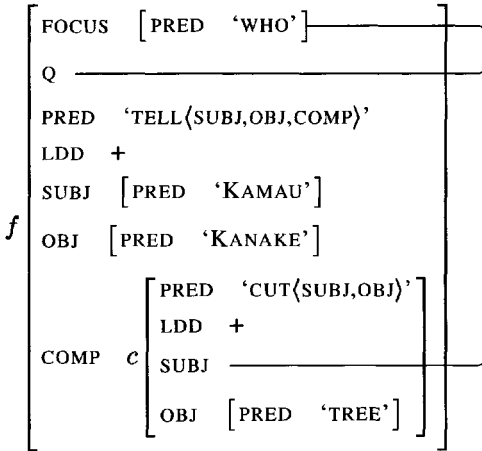 FOCUS [PRED ‘WHO’]
Q
PRED ‘TELL⟨SUBJ,OBJ,COMP⟩’
LDD +
SUBJ [PRED ‘KAMAU’]
OBJ [PRED ‘KANAKE’]
f
PRED ‘CUT⟨SUBJ,OBJ⟩’
LDD +
COMP c SUBJ
OBJ [PRED ‘TREE’]